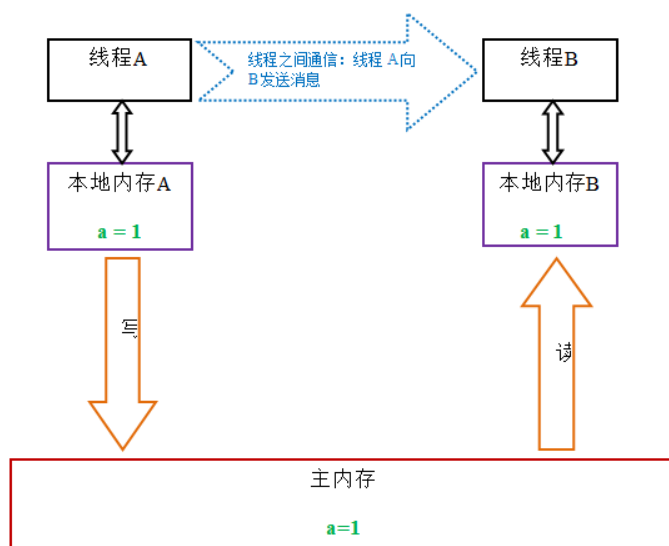 线程A
线程之间通信：线程 A向
B发送消息
线程B
本地内存A
a = 1
本地内存B
a = 1
写
读
主内存
a=1